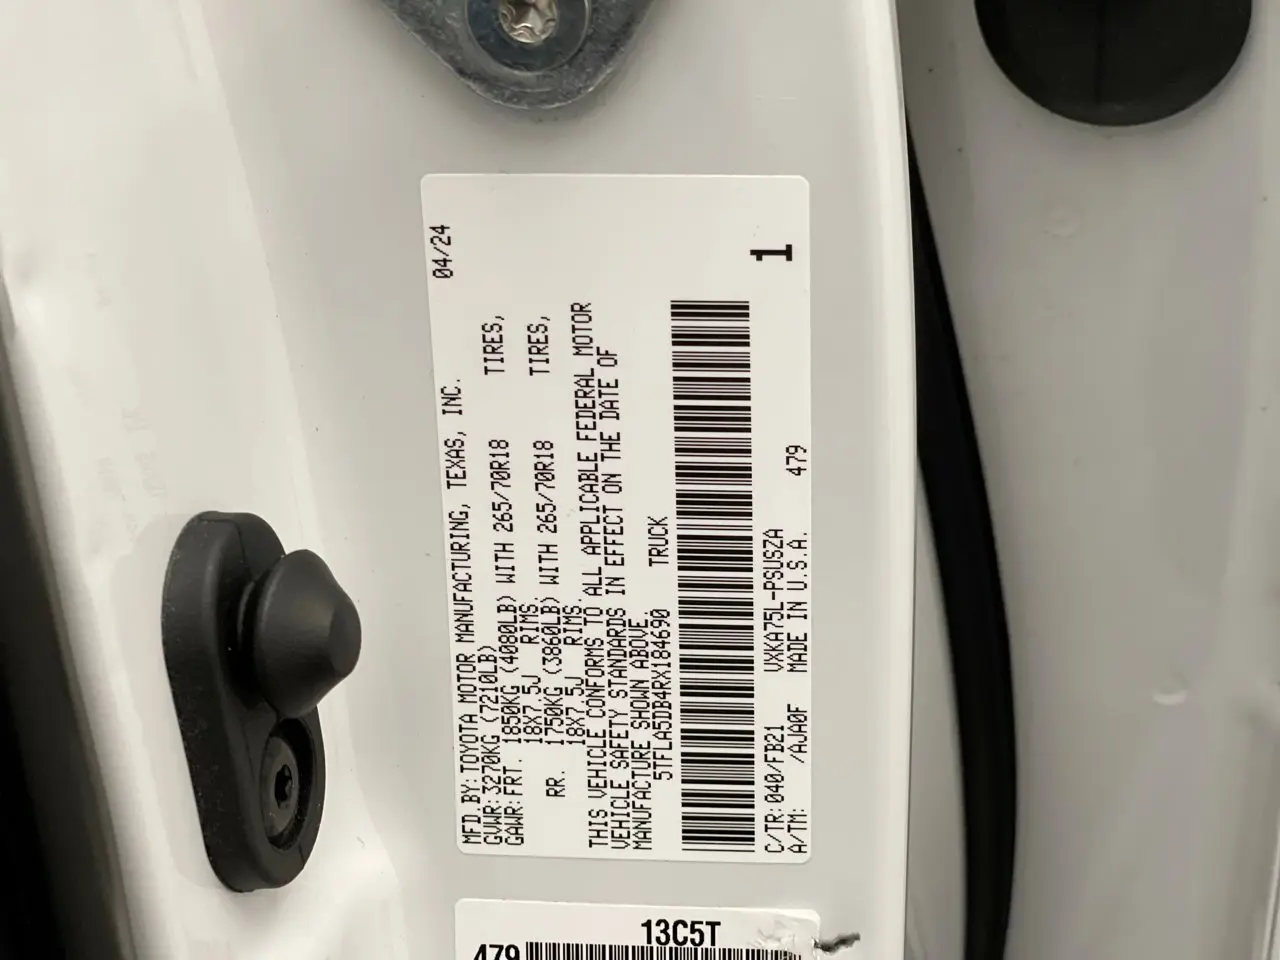 MFD.BY:TOYOTA MOTOR MANUFACTURING, TEXAS, INC. 04/24
GVWR:3270KG (7210LB)
GAWR:FRT. 1850KG (4080LB) WITH 265/70R18 TIRES,
18X7.5J RIMS
RR. 1750KG (3860LB) WITH 265/70R18 TIRES,
18X7.5J RIMS.
THIS VEHICLE CONFORMS TO ALL APPLICABLE FEDERAL MOTOR
VEHICLE SAFETY STANDARDS IN EFFECT ON THE DATE OF
MANUFACTURE SHOWN ABOVE.
5TFLA5DB4RX184690 TRUCK
1
C/TR:040/FB21 VXKA75L-PSUSZA
A/TM: /AJA0F MADE IN U.S.A. 479
13C5T
479